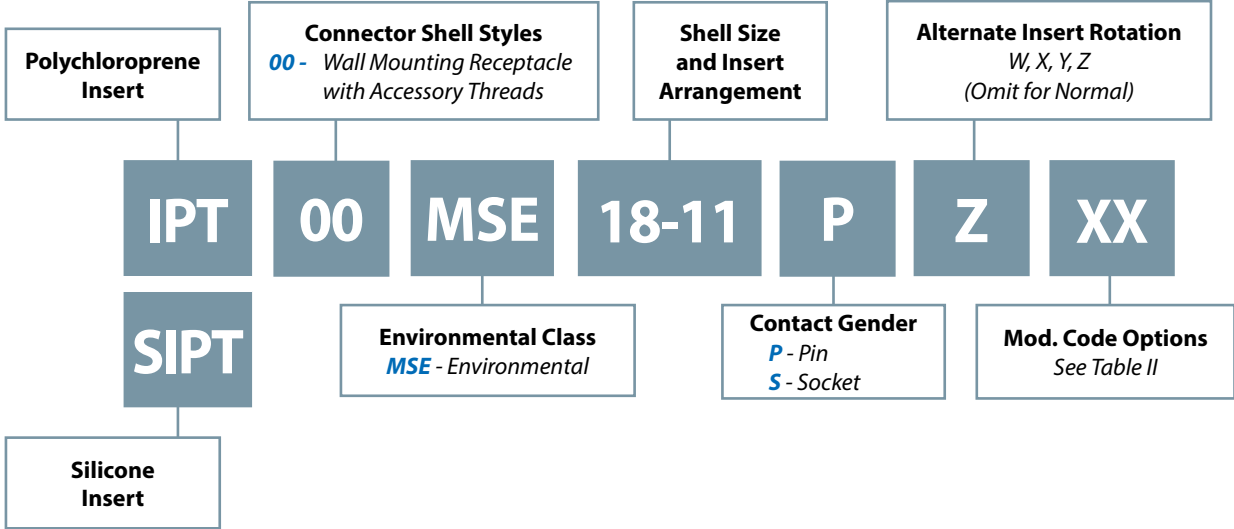 Polychloroprene
Insert
Connector Shell Styles
00 - Wall Mounting Receptacle
with Accessory Threads
Shell Size
and Insert
Arrangement
Alternate Insert Rotation
W, X, Y, Z
(Omit for Normal)
IPT 00 MSE 18-11 P Z XX
SIPT
Environmental Class
MSE - Environmental
Contact Gender
P - Pin
S - Socket
Mod. Code Options
See Table II
Silicone
Insert